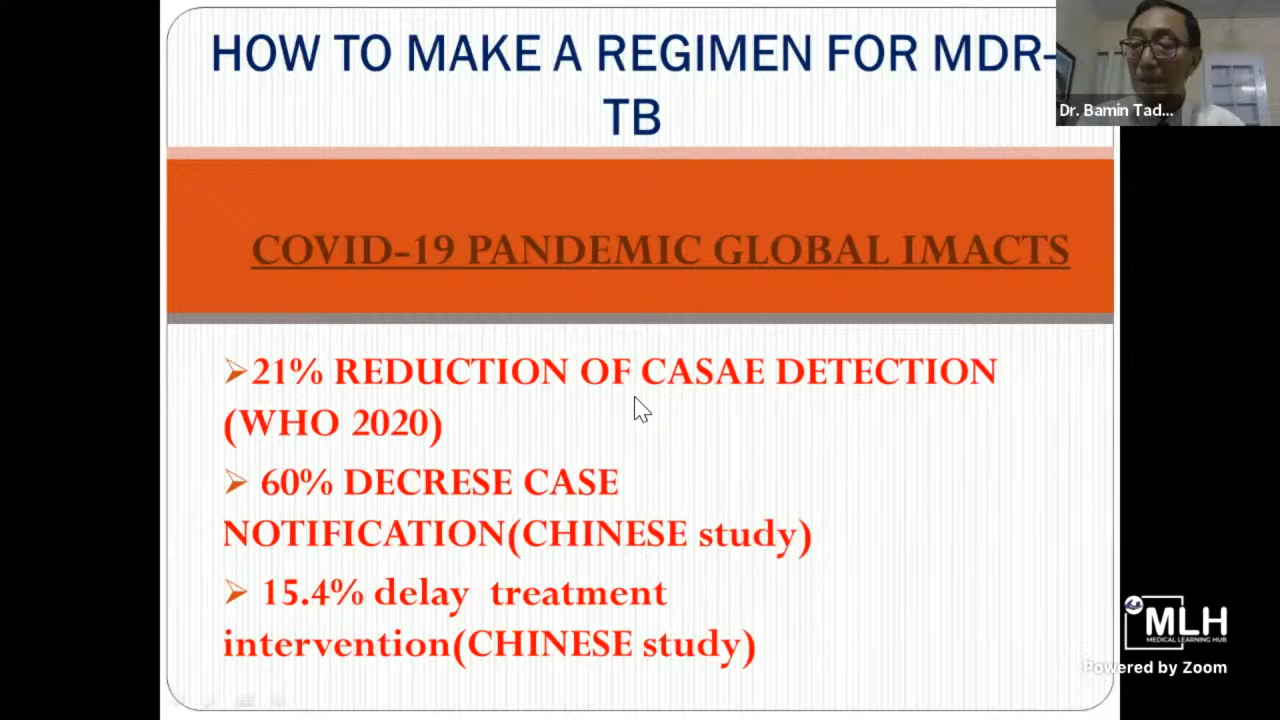 HOW TO MAKE A REGIMEN FOR MDR-
TB
Dr. Bamin Tad...
COVID-19 PANDEMIC GLOBAL IMACTS
21% REDUCTION OF CASAE DETECTION
(WHO 2020)
60% DECRESE CASE
NOTIFICATION(CHINESE study)
15.4% delay treatment
intervention(CHINESE study)
MLH
MEDICAL LEARNING HUB
Powered by Zoom